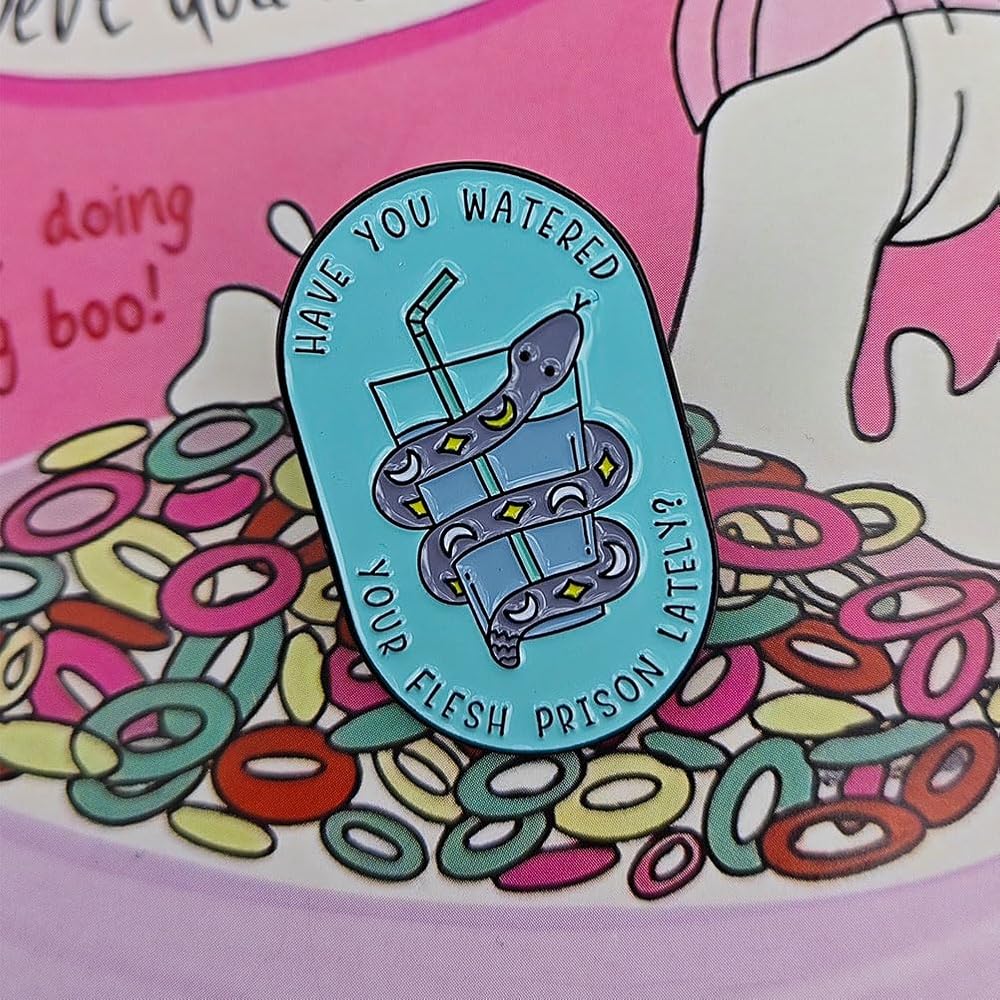 doing
boo!
HAVE YOU WATERED
YOUR FLESH PRISON LATELY?